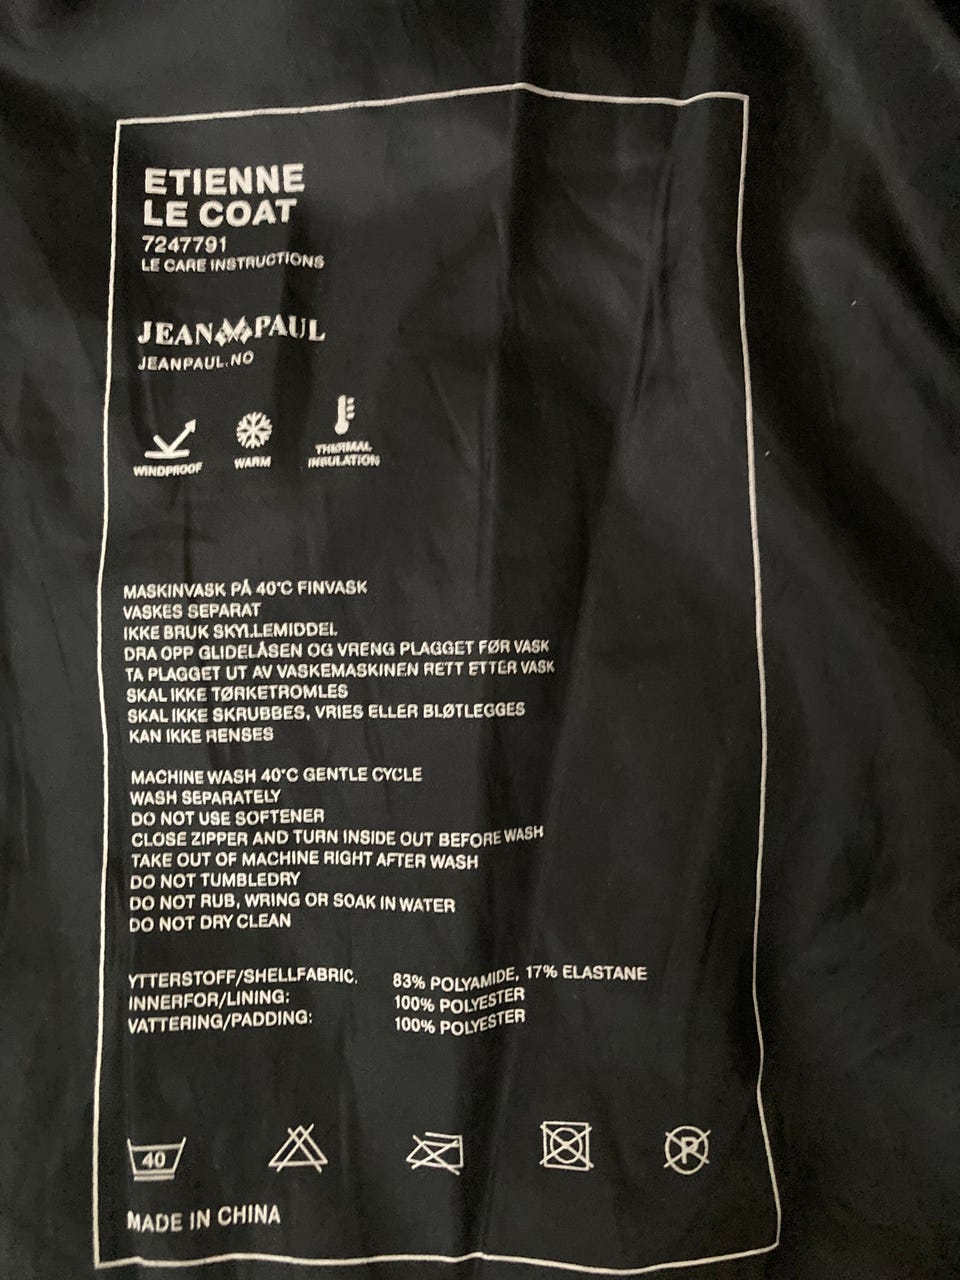 ETIENNE
LE COAT
7247791
LE CARE INSTRUCTIONS
JEAN PAUL
JEANPAUL.NO
WINDPROOF
WARM
THERMAL
INSULATION
MASKINVASK PÅ 40°C FINVASK
VASKES SEPARAT
IKKE BRUK SKYLLEMIDDEL
DRA OPP GLIDELÅSEN OG VRENG PLAGGET FØR VASK
TA PLAGGET UT AV VASKEMASKINEN RETT ETTER VASK
SKAL IKKE TØRKETROMLES
SKAL IKKE SKRUBBES, VRIES ELLER BLØTLEGGES
KAN IKKE RENSES
MACHINE WASH 40°C GENTLE CYCLE
WASH SEPARATELY
DO NOT USE SOFTENER
CLOSE ZIPPER AND TURN INSIDE OUT BEFORE WASH
TAKE OUT OF MACHINE RIGHT AFTER WASH
DO NOT TUMBLEDRY
DO NOT RUB, WRING OR SOAK IN WATER
DO NOT DRY CLEAN
YTTERSTOFF/SHELLFABRIC: 83% POLYAMIDE, 17% ELASTANE
INNERFOR/LINING: 100% POLYESTER
VATTERING/PADDING: 100% POLYESTER
40 P
MADE IN CHINA